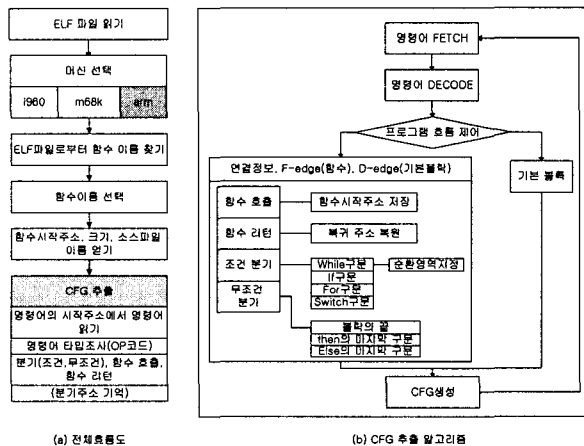 ELF 파일 읽기
머신 선택
i960
m68k
arm
ELF파일로부터 함수 이름 찾기
함수이름 선택
함수시작주소, 크기, 소스파일
이름 얻기
CFG 추출
명령어의 시작주소에서 명령어
읽기
명령어 타입조사(OP코드)
분기(조건,무조건), 함수 호출,
함수 리턴
(분기주소 기억)
(a) 전체흐름도
명령어 FETCH
명령어 DECODE
프로그램 흐름 제어
연결정보, F-edge(함수), D-edge(기본블락)
기본 블록
함수 호출
함수시작주소 저장
함수 리턴
복귀 주소 복원
조건 분기
While구문
순환영역지정
If구문
For구문
Switch구문
무조건
분기
블락의 끝
then의 마지막 구문
Else의 마지막 구문
CFG생성
(b) CFG 추출 알고리즘